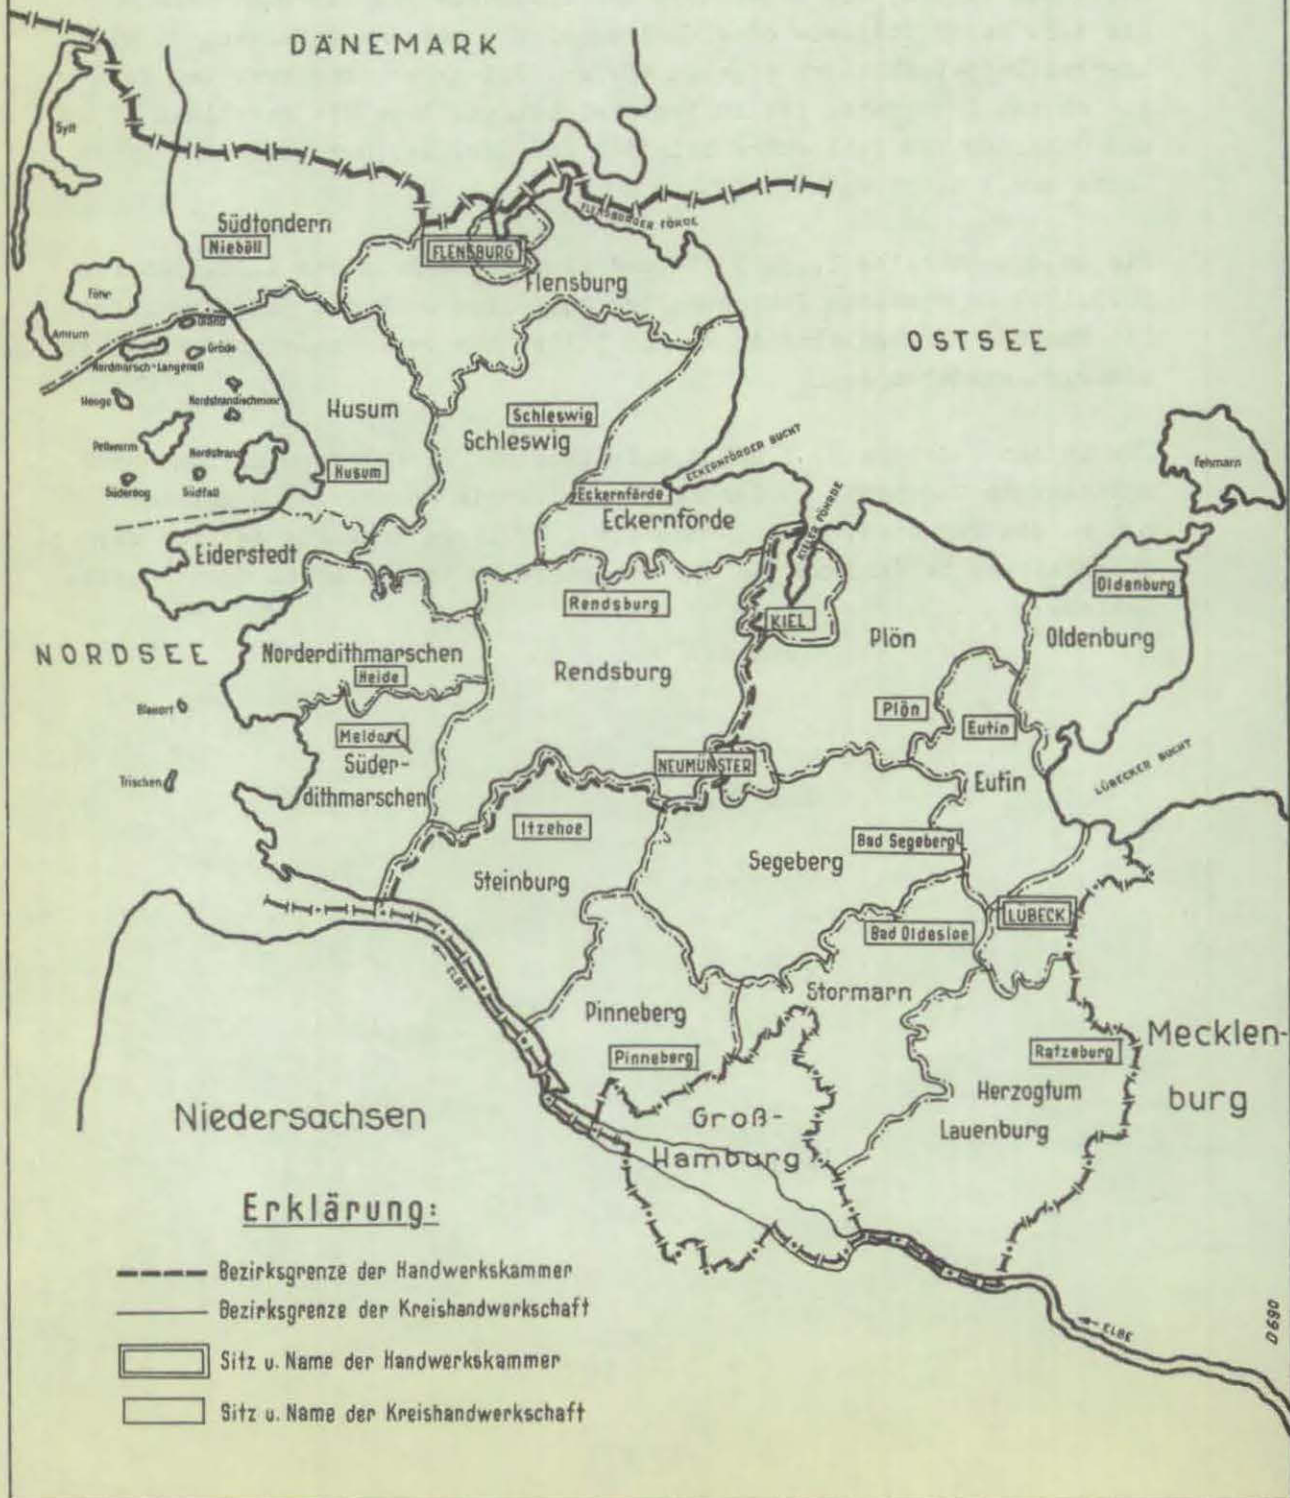 DÄNEMARK
Sylt
Südtondern
Nieböll
FLENSBURG
FLENSBURGER FÖRDE
Flensburg
Föhr
Amrum
Oland
Gröde
Nordmarsch-Langeneß
Hooge
Nordstrandischmoor
Pellworm
Nordstrand
Süderoog
Südfall
Husum
Husum
OSTSEE
Schleswig
Schleswig
ECKERNFÖRDER BUCHT
Eckernförde
Eckernförde
KIELER FÖHRDE
Fehmarn
Eiderstedt
Rendsburg
KIEL
Oldenburg
NORDSEE
Norderdithmarschen
Heide
Rendsburg
Plön
Oldenburg
Blauort
Meldorf
Plön
Eutin
Süder-
dithmarschen
Trischen
NEUMÜNSTER
Eutin
LÜBECKER BUCHT
Itzehoe
Bad Segeberg
Segeberg
Steinburg
LÜBECK
Bad Oldesloe
ELBE
Stormarn
Pinneberg
Pinneberg
Ratzeburg
Mecklen-
burg
Herzogtum
Lauenburg
Niedersachsen
Groß-
Hamburg
Erklärung:
Bezirksgrenze der Handwerkskammer
Bezirksgrenze der Kreishandwerkschaft
Sitz u. Name der Handwerkskammer
Sitz u. Name der Kreishandwerkschaft
ELBE
0690